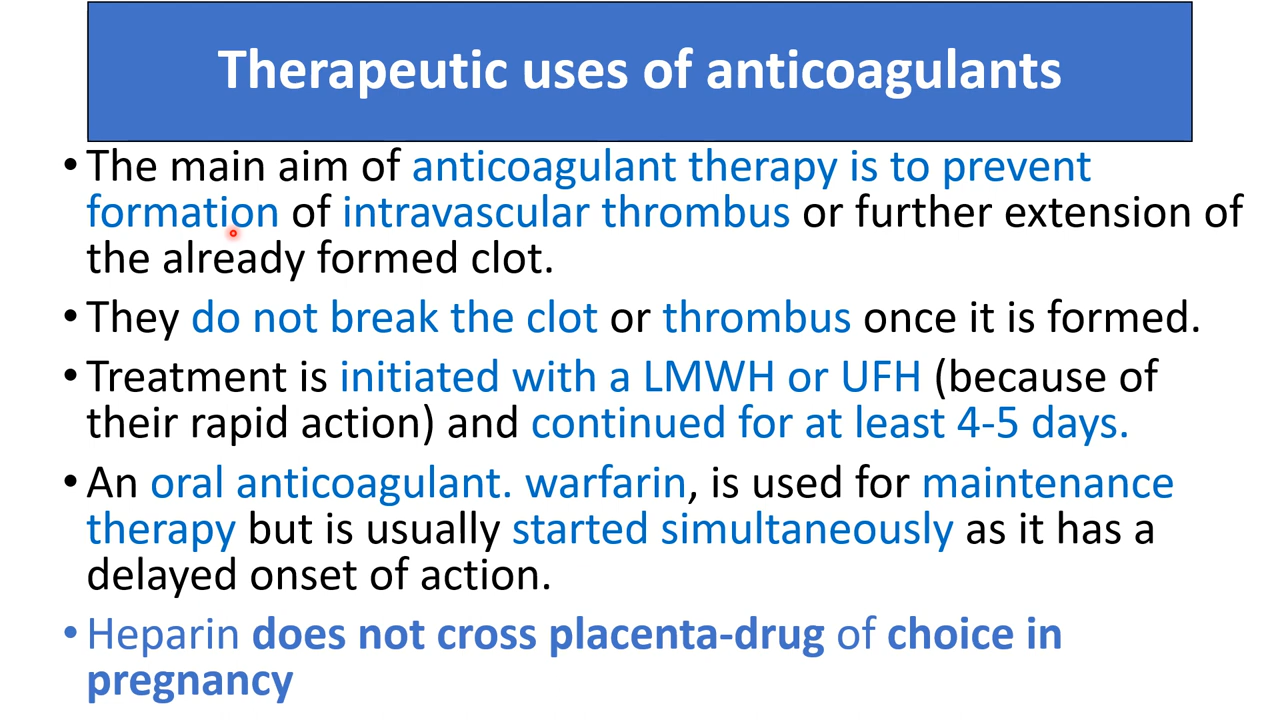 Therapeutic uses of anticoagulants
• The main aim of anticoagulant therapy is to prevent
formation of intravascular thrombus or further extension of
the already formed clot.
• They do not break the clot or thrombus once it is formed.
• Treatment is initiated with a LMWH or UFH (because of
their rapid action) and continued for at least 4-5 days.
• An oral anticoagulant. warfarin, is used for maintenance
therapy but is usually started simultaneously as it has a
delayed onset of action.
• Heparin does not cross placenta-drug of choice in
pregnancy